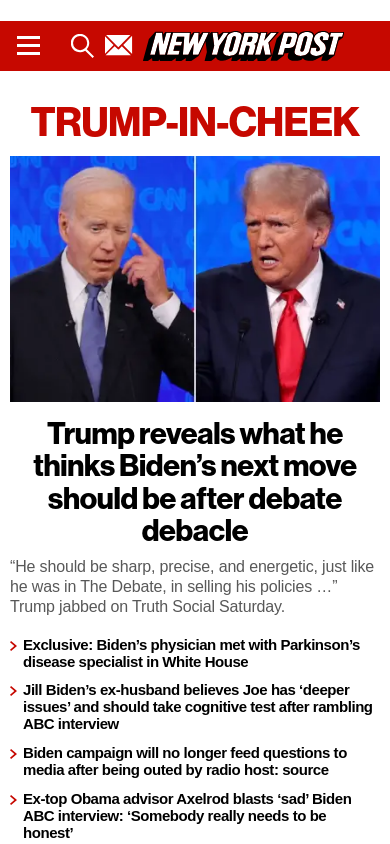 NEW YORK POST
TRUMP-IN-CHEEK
CNN
CNN
Trump reveals what he
thinks Biden’s next move
should be after debate
debacle
“He should be sharp, precise, and energetic, just like
he was in The Debate, in selling his policies …”
Trump jabbed on Truth Social Saturday.
Exclusive: Biden’s physician met with Parkinson’s
disease specialist in White House
Jill Biden’s ex-husband believes Joe has ‘deeper
issues’ and should take cognitive test after rambling
ABC interview
Biden campaign will no longer feed questions to
media after being outed by radio host: source
Ex-top Obama advisor Axelrod blasts ‘sad’ Biden
ABC interview: ‘Somebody really needs to be
honest’